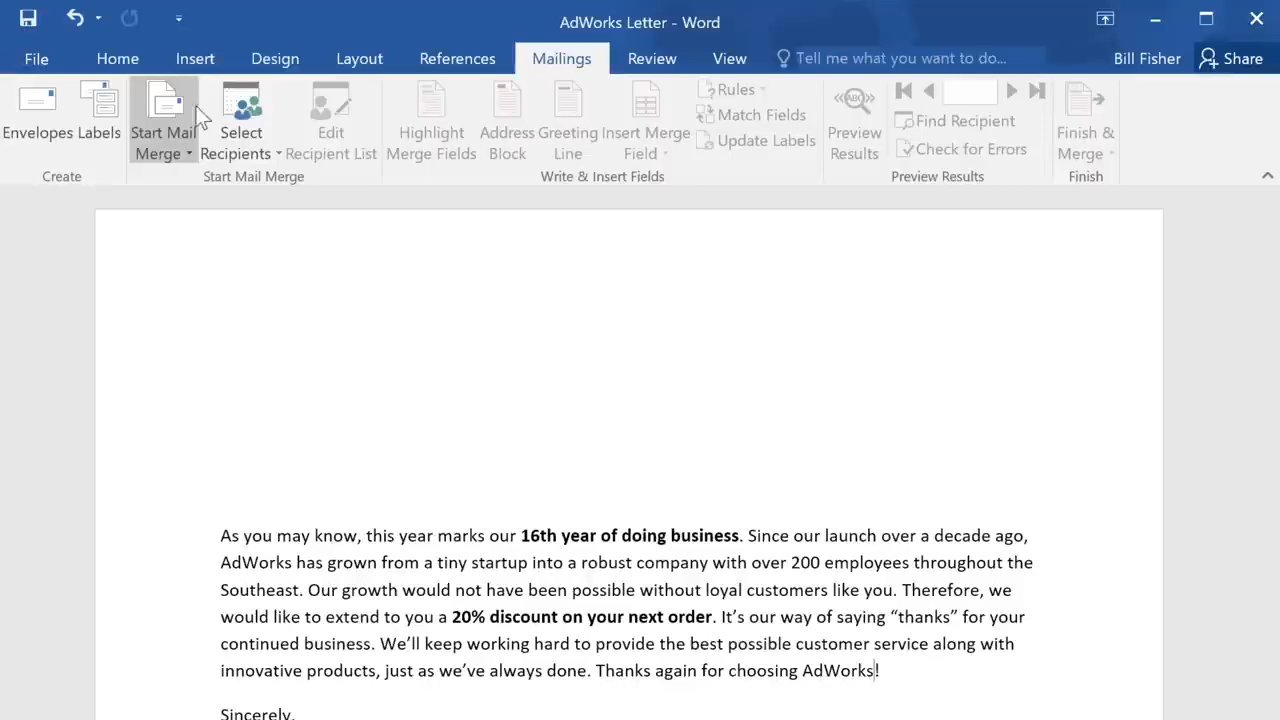 AdWorks Letter - Word
File Home Insert Design Layout References Mailings Review View Tell me what you want to do... Bill Fisher Share
Envelopes Labels
Start Mail
Merge
Select
Recipients
Edit
Recipient List
Highlight
Merge Fields
Address
Block
Greeting
Line
Insert Merge
Field
Rules
Match Fields
Update Labels
ABC
Preview
Results
Find Recipient
Check for Errors
Finish &
Merge
Create Start Mail Merge Write & Insert Fields Preview Results Finish
As you may know, this year marks our 16th year of doing business. Since our launch over a decade ago,
AdWorks has grown from a tiny startup into a robust company with over 200 employees throughout the
Southeast. Our growth would not have been possible without loyal customers like you. Therefore, we
would like to extend to you a 20% discount on your next order. It’s our way of saying “thanks” for your
continued business. We’ll keep working hard to provide the best possible customer service along with
innovative products, just as we’ve always done. Thanks again for choosing AdWorks!
Sincerely,